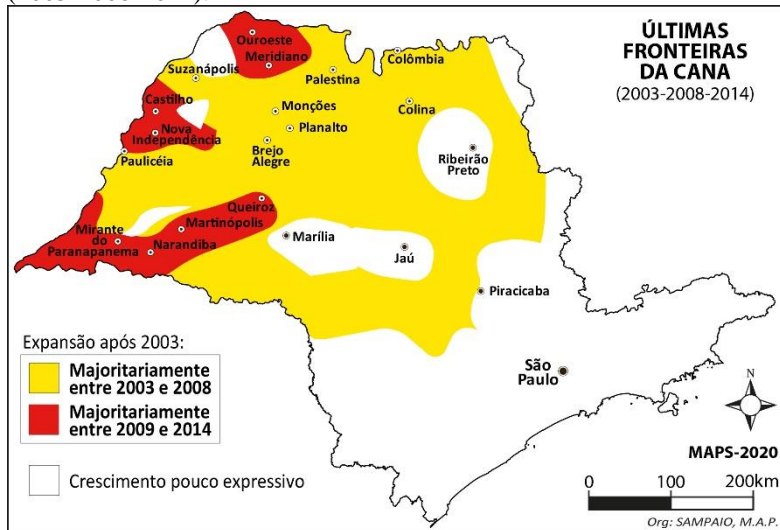 ÚLTIMAS
FRONTEIRAS
DA CANA
(2003-2008-2014)
Ouroeste
Meridiano
Suzanápolis
Colômbia
Palestina
Castilho
Monções
Colina
Nova
Independência
Planalto
Brejo
Alegre
Paulicéia
Ribeirão
Preto
Queiroz
Martinópolis
Mirante
do
Paranapanema
Narandiba
Marília
Jaú
Piracicaba
São
Paulo
Expansão após 2003:
Majoritariamente
entre 2003 e 2008
Majoritariamente
entre 2009 e 2014
Crescimento pouco expressivo
N
MAPS-2020
0 100 200km
Org: SAMPAIO, M.A.P.